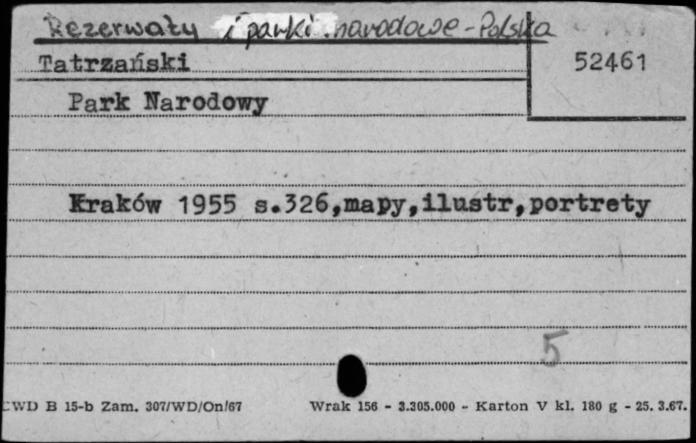 Rezerwaty i parki narodowe - Polska
Tatrzański
52461
Park Narodowy
Kraków 1955 s.326,mapy,ilustr,portrety
5
CWD B 15-b Zam. 307/WD/On/67 Wrak 156 - 3.305.000 - Karton V kl. 180 g - 25. 3.67.